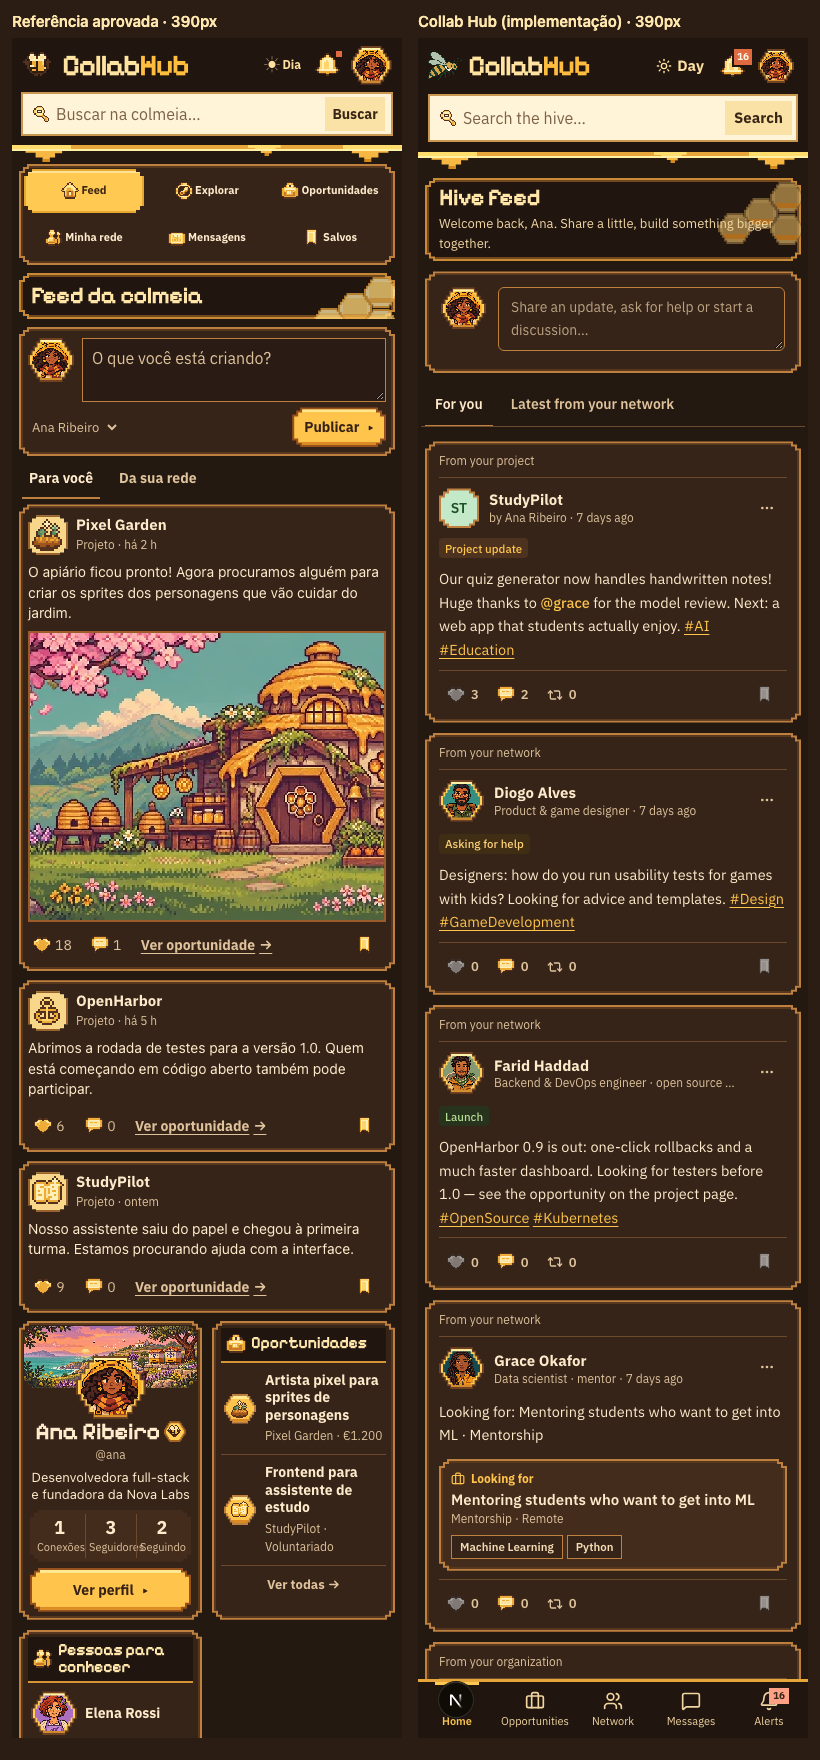 Referência aprovada · 390px
CollabHub
Dia
Buscar na colmeia...
Buscar
Feed
Explorar
Oportunidades
Minha rede
Mensagens
Salvos
Feed da colmeia
O que você está criando?
Ana Ribeiro
Publicar
Para você
Da sua rede
Pixel Garden
Projeto · há 2 h
O apiário ficou pronto! Agora procuramos alguém para
criar os sprites dos personagens que vão cuidar do
jardim.
18
1
Ver oportunidade →
OpenHarbor
Projeto · há 5 h
Abrimos a rodada de testes para a versão 1.0. Quem
está começando em código aberto também pode
participar.
6
0
Ver oportunidade →
StudyPilot
Projeto · ontem
Nosso assistente saiu do papel e chegou à primeira
turma. Estamos procurando ajuda com a interface.
9
0
Ver oportunidade →
Ana Ribeiro
@ana
Desenvolvedora full-stack
e fundadora da Nova Labs
1
3
2
Conexões
Seguidores
Seguindo
Ver perfil
Oportunidades
Artista pixel para
sprites de
personagens
Pixel Garden · €1.200
Frontend para
assistente de
estudo
StudyPilot ·
Voluntariado
Ver todas →
Pessoas para
conhecer
Elena Rossi
Collab Hub (implementação) · 390px
CollabHub
Day
16
Search the hive...
Search
Hive feed
Welcome back, Ana. Share a little, build something bigger
together.
Share an update, ask for help or start a
discussion...
For you
Latest from your network
From your project
ST
StudyPilot
by Ana Ribeiro · 7 days ago
...
Project update
Our quiz generator now handles handwritten notes!
Huge thanks to @grace for the model review. Next: a
web app that students actually enjoy. #AI
#Education
3
2
0
From your network
Diogo Alves
Product & game designer · 7 days ago
...
Asking for help
Designers: how do you run usability tests for games
with kids? Looking for advice and templates. #Design
#GameDevelopment
0
0
0
From your network
Farid Haddad
Backend & DevOps engineer · open source ...
...
Launch
OpenHarbor 0.9 is out: one-click rollbacks and a
much faster dashboard. Looking for testers before
1.0 — see the opportunity on the project page.
#OpenSource #Kubernetes
0
0
0
From your network
Grace Okafor
Data scientist · mentor · 7 days ago
...
Looking for: Mentoring students who want to get into
ML · Mentorship
Looking for
Mentoring students who want to get into ML
Mentorship · Remote
Machine Learning
Python
0
0
0
From your organization
N
16
Home
Opportunities
Network
Messages
Alerts